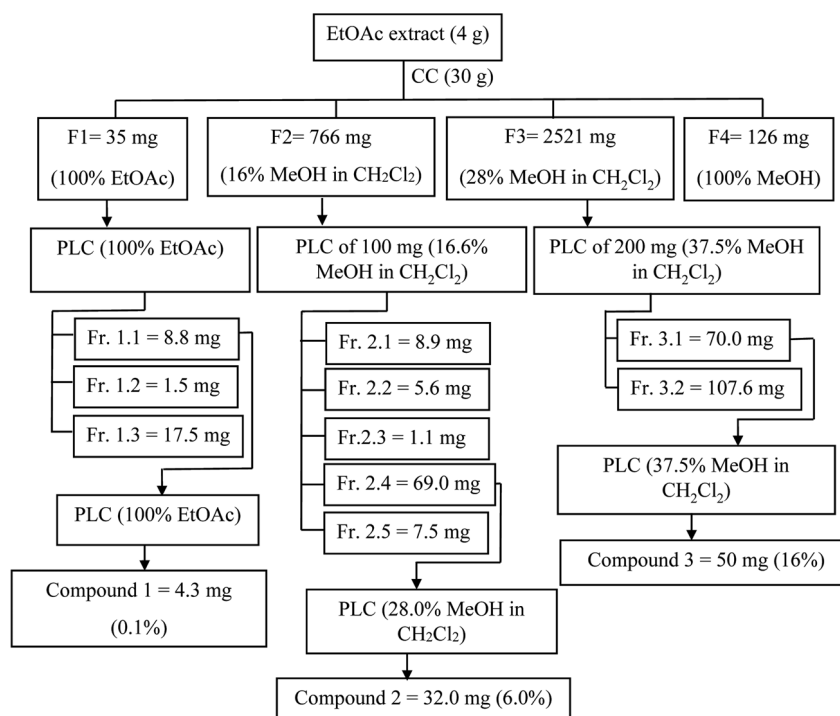 EtOAc extract (4 g)
CC (30 g)
F1= 35 mg
(100% EtOAc)
F2= 766 mg
(16% MeOH in CH2Cl2)
F3= 2521 mg
(28% MeOH in CH₂Cl₂)
F4= 126 mg
(100% MeOH)
PLC (100% EtOAc)
PLC of 100 mg (16.6%
MeOH in CH₂Cl₂)
PLC of 200 mg (37.5% MeOH
in CH₂Cl₂)
Fr. 1.1 = 8.8 mg
Fr. 1.2 = 1.5 mg
Fr. 1.3 = 17.5 mg
PLC (100% EtOAc)
Compound 1 = 4.3 mg
(0.1%)
Fr. 2.1 = 8.9 mg
Fr. 2.2 = 5.6 mg
Fr.2.3 = 1.1 mg
Fr. 2.4 = 69.0 mg
Fr. 2.5 = 7.5 mg
PLC (28.0% MeOH in
CH2Cl2)
Compound 2 = 32.0 mg (6.0%)
Fr. 3.1 = 70.0 mg
Fr. 3.2 = 107.6 mg
PLC (37.5% MeOH in
CH₂Cl₂)
Compound 3 = 50 mg (16%)